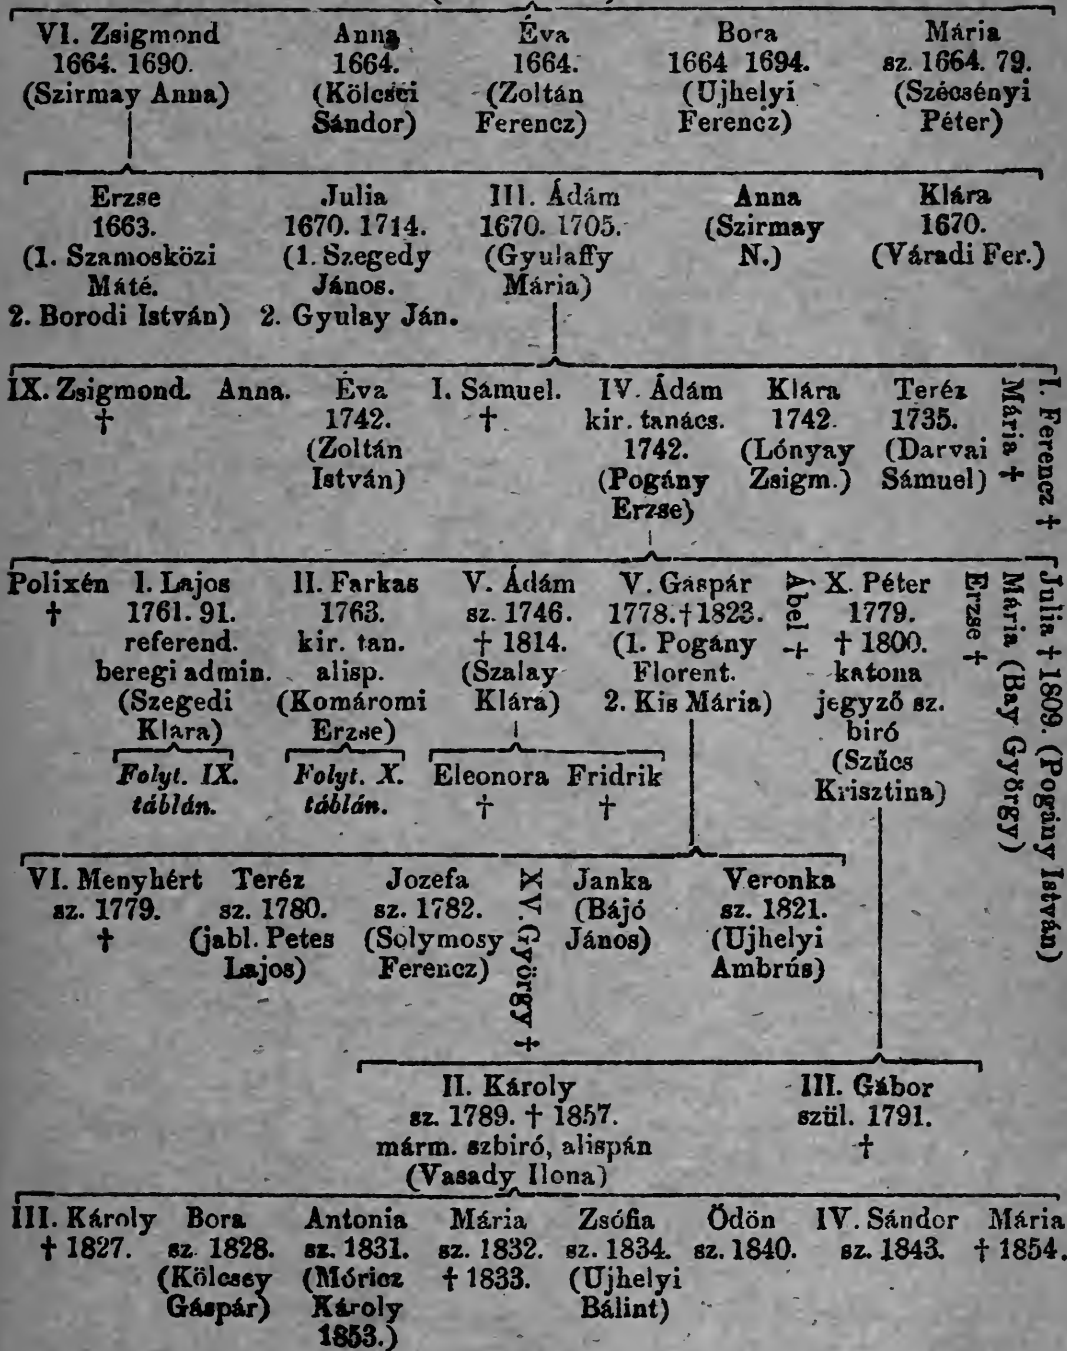 VI. Zsigmond Anna Éva Bora Mária
1664. 1690. 1664. 1664. 1664 1694. sz. 1664. 79.
(Szirmay Anna) (Kölcsei (Zoltán (Ujhelyi (Szécsényi
Sándor) Ferencz) Ferencz) Péter)
Erzse Julia III. Ádám Anna Klára
1663. 1670. 1714. 1670. 1705. (Szirmay 1670.
(1. Szamosközi (1. Szegedy (Gyulaffy N.) (Váradi Fer.)
Máté. János. Mária)
2. Borodi István) 2. Gyulay Ján.
IX. Zsigmond. Anna. Éva I. Sámuel. IV. Ádám Klára Teréz
† 1742. † kir. tanács. 1742. 1735.
(Zoltán 1742. (Lónyay (Darvai
István) (Pogány Zsigm.) Sámuel)
Erzse)
Mária †
I. Ferencz †
Polixén I. Lajos II. Farkas V. Ádám V. Gáspár X. Péter
† 1761. 91. 1763. sz. 1746. 1778. † 1823. 1779.
referend. kir. tan. † 1814. (1. Pogány † 1800.
beregi admin. alisp. (Szalay Florent. katona
(Szegedi (Komáromi Klára) 2. Kis Mária) jegyző sz.
Klara) Erzse) biró
Folyt. IX. Folyt. X. Eleonora Fridrik (Szűcs
táblán. táblán. † † Krisztina)
Ábel †
Erzse †
Mária (Bay György)
Julia † 1809. (Pogány István)
VI. Menyhért Teréz Jozefa Janka Veronka
sz. 1779. sz. 1780. sz. 1782. (Bájó sz. 1821.
† (jabl. Petes (Solymosy János) (Ujhelyi
Lajos) Ferencz) Ambrús)
XV. György †
II. Károly III. Gábor
sz. 1789. † 1857. szül. 1791.
márm. szbiró, alispán †
(Vasady Ilona)
III. Károly Bora Antonia Mária Zsófia Ödön IV. Sándor Mária
† 1827. sz. 1828. sz. 1831. sz. 1832. sz. 1834. sz. 1840. sz. 1843. † 1854.
(Kölcsey (Móricz † 1833. (Ujhelyi
Gáspár) Károly Bálint)
1853.)